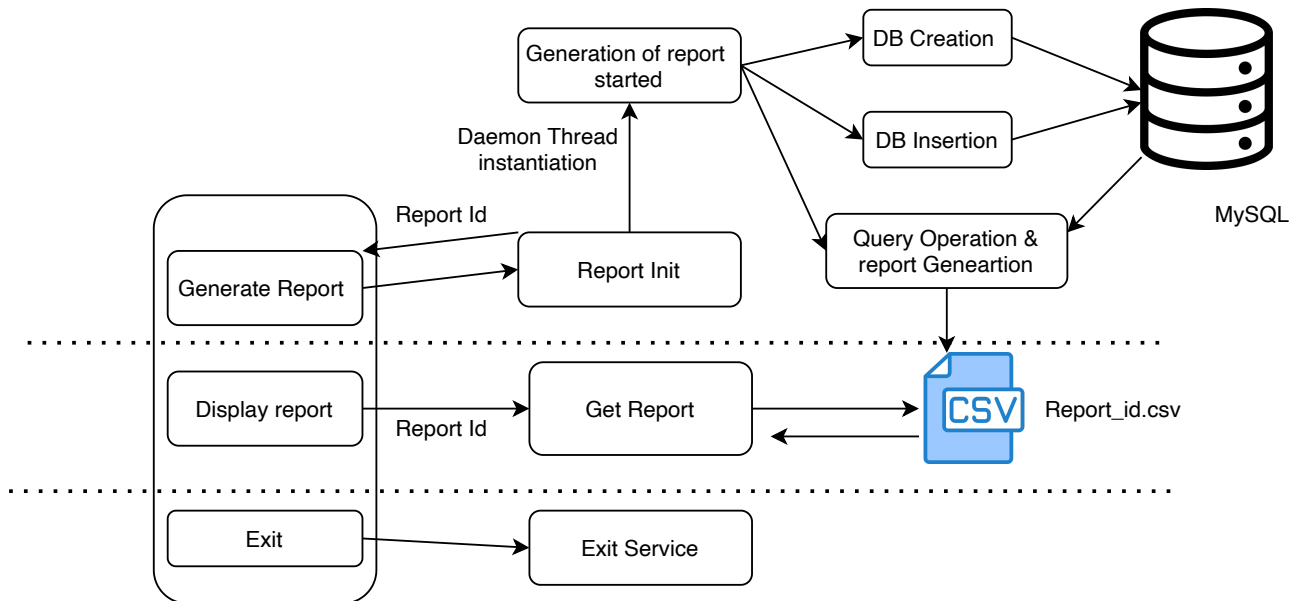 Generation of report
started
DB Creation
Daemon Thread
instantiation
DB Insertion
MySQL
Report Id
Generate Report
Report Init
Query Operation &
report Geneartion
Display report
Report Id
Get Report
CSV
Report_id.csv
Exit
Exit Service